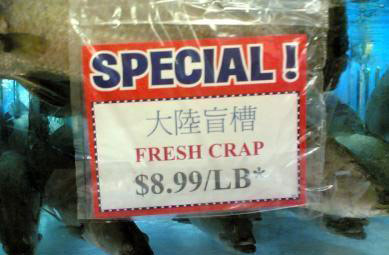 SPECIAL!
大陸盲槽
FRESH CRAP
$8.99/LB*